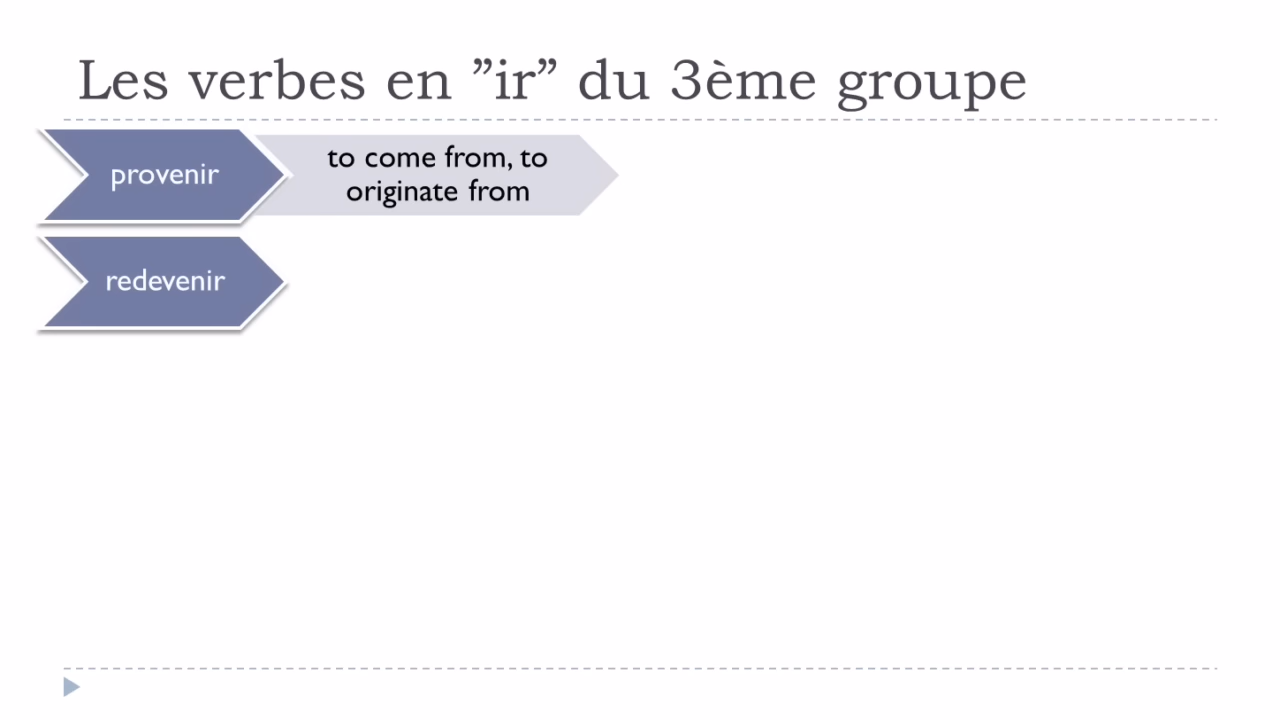 Les verbes en ”ir” du 3ème groupe
provenir
to come from, to
originate from
redevenir